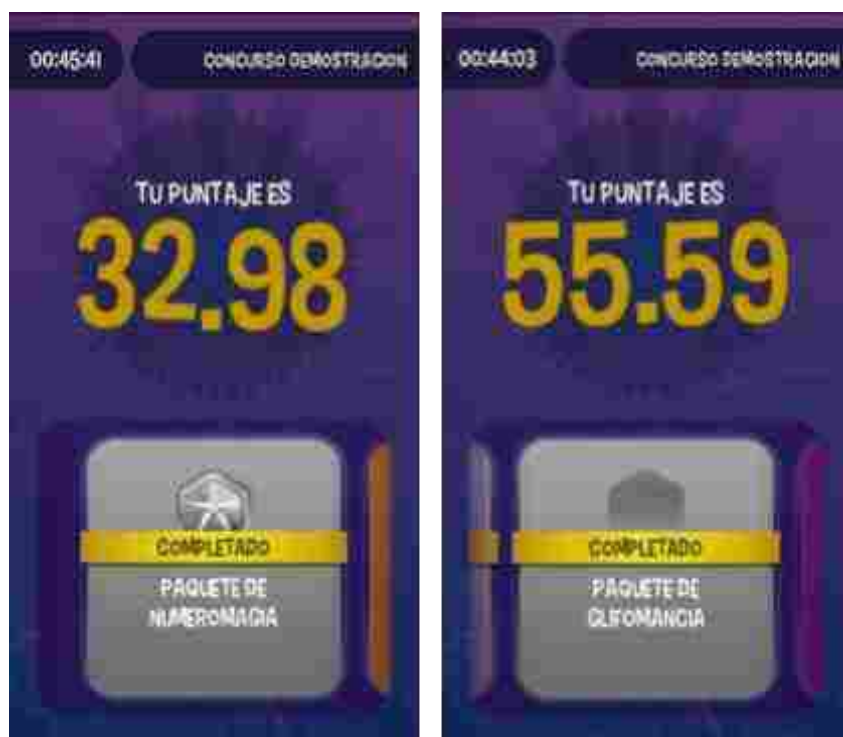 00:45:41
CONCURSO DEMOSTRACION
TU PUNTAJE ES
32.98
COMPLETADO
PAQUETE DE
NUMEROMAGIA
00:44:03
CONCURSO DEMOSTRACION
TU PUNTAJE ES
55.59
COMPLETADO
PAQUETE DE
GLIFOMANCIA